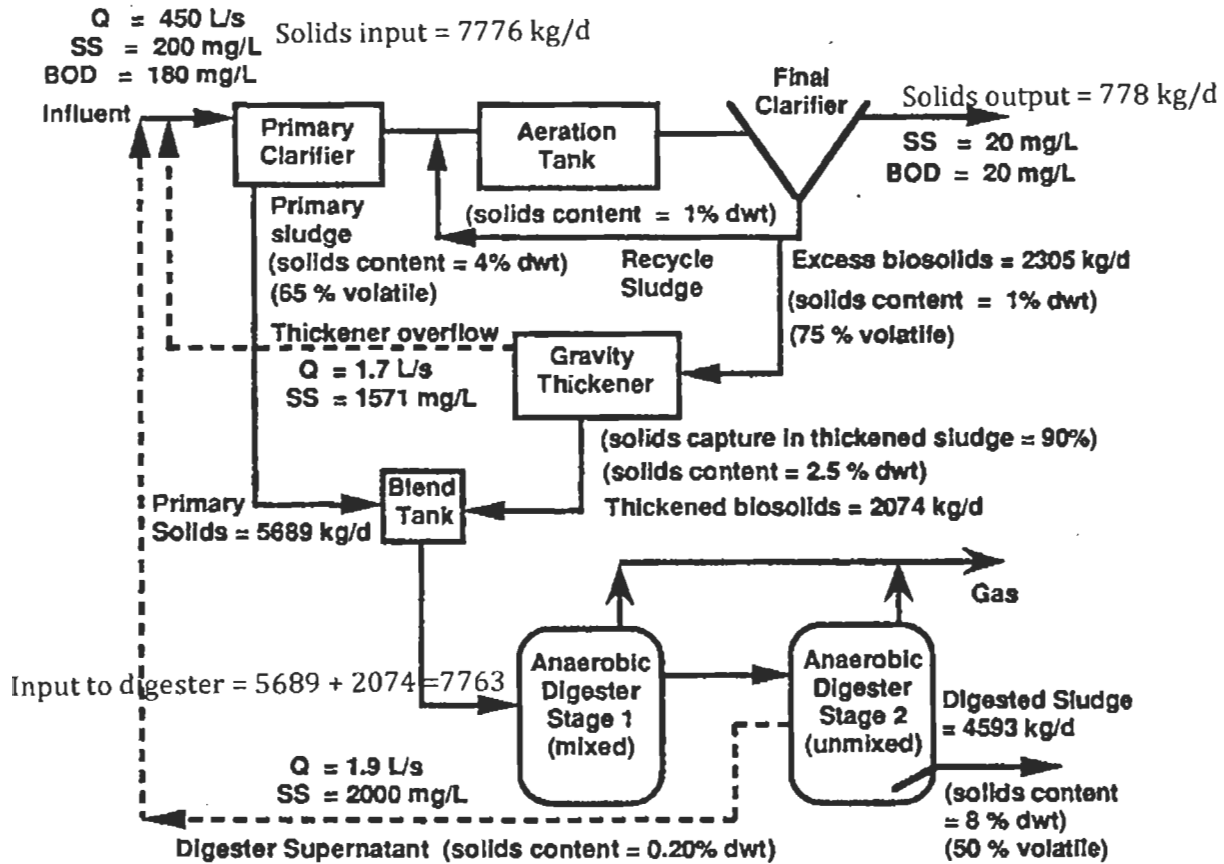 Q = 450 L/s
SS = 200 mg/L
BOD = 180 mg/L
Solids input = 7776 kg/d
Influent
Primary
Clarifier
Aeration
Tank
Final
Clarifier
Solids output = 778 kg/d
SS = 20 mg/L
BOD = 20 mg/L
Primary
sludge
(solids content = 4% dwt)
(65 % volatile)
(solids content = 1% dwt)
Recycle
Sludge
Excess biosolids = 2305 kg/d
(solids content = 1% dwt)
(75 % volatile)
Thickener overflow
Q = 1.7 L/s
SS = 1571 mg/L
Gravity
Thickener
(solids capture in thickened sludge = 90%)
(solids content = 2.5 % dwt)
Thickened biosolids = 2074 kg/d
Primary
Solids = 5689 kg/d
Blend
Tank
Gas
Input to digester = 5689 + 2074 =7763
Anaerobic
Digester
Stage 1
(mixed)
Anaerobic
Digester
Stage 2
(unmixed)
Digested Sludge
= 4593 kg/d
Q = 1.9 L/s
SS = 2000 mg/L
(solids content
= 8 % dwt)
(50 % volatile)
Digester Supernatant (solids content = 0.20% dwt)